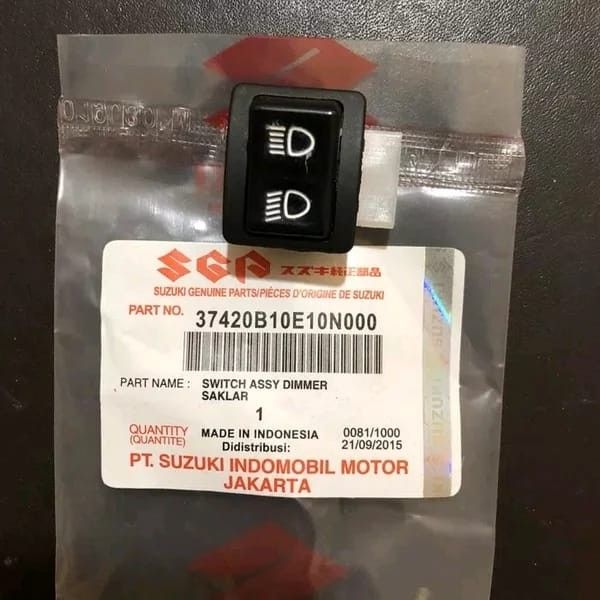 SGP スズキ純正部品
SUZUKI GENUINE PARTS/PIÈCES D'ORIGINE DE SUZUKI
PART NO. 37420B10E10N000
PART NAME : SWITCH ASSY DIMMER
SAKLAR
1
QUANTITY
(QUANTITE)
MADE IN INDONESIA 0081/1000
Didistribusi: 21/09/2015
PT. SUZUKI INDOMOBIL MOTOR
JAKARTA
SUZUKI